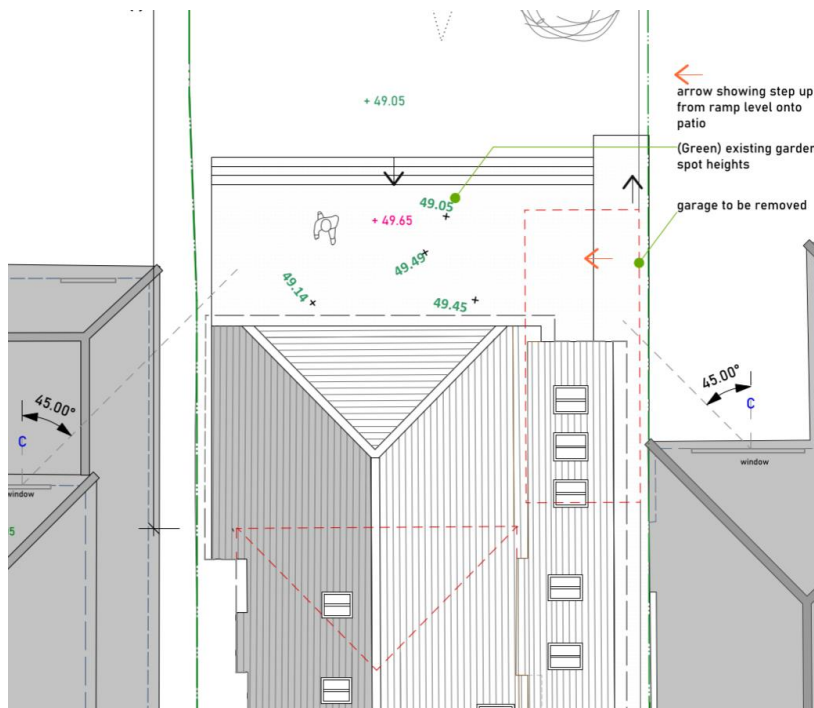 + 49.05
arrow showing step up
from ramp level onto
patio
(Green) existing garden
spot heights
garage to be removed
49.05
+ 49.65
49.49
49.14
49.45
45.00°
C
window
45.00°
C
window
5